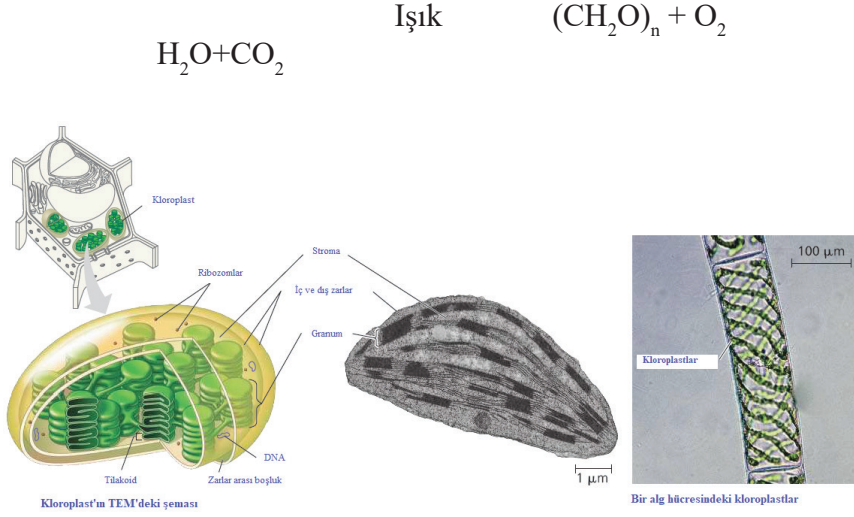 Işık (CH₂O)ₙ + O₂
H₂O+CO₂
Kloroplast
Ribozomlar
Stroma
İç ve dış zarlar
Granum
DNA
Tilakoid
Zarlar arası boşluk
Kloroplast'ın TEM'deki şeması
1 µm
100 µm
Kloroplastlar
Bir alg hücresindeki kloroplastlar